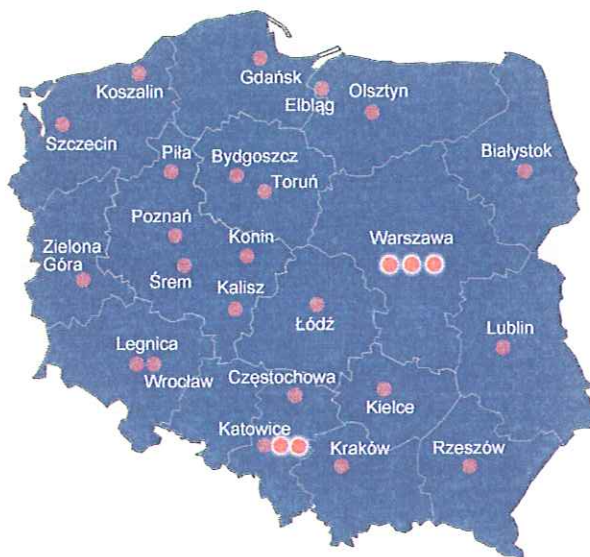 Gdańsk
Koszalin
Elbląg
Olsztyn
Szczecin
Piła
Bydgoszcz
Białystok
Toruń
Poznań
Konin
Warszawa
Zielona
Góra
Śrem
Kalisz
Łódź
Lublin
Legnica
Wrocław
Częstochowa
Kielce
Katowice
Kraków
Rzeszów